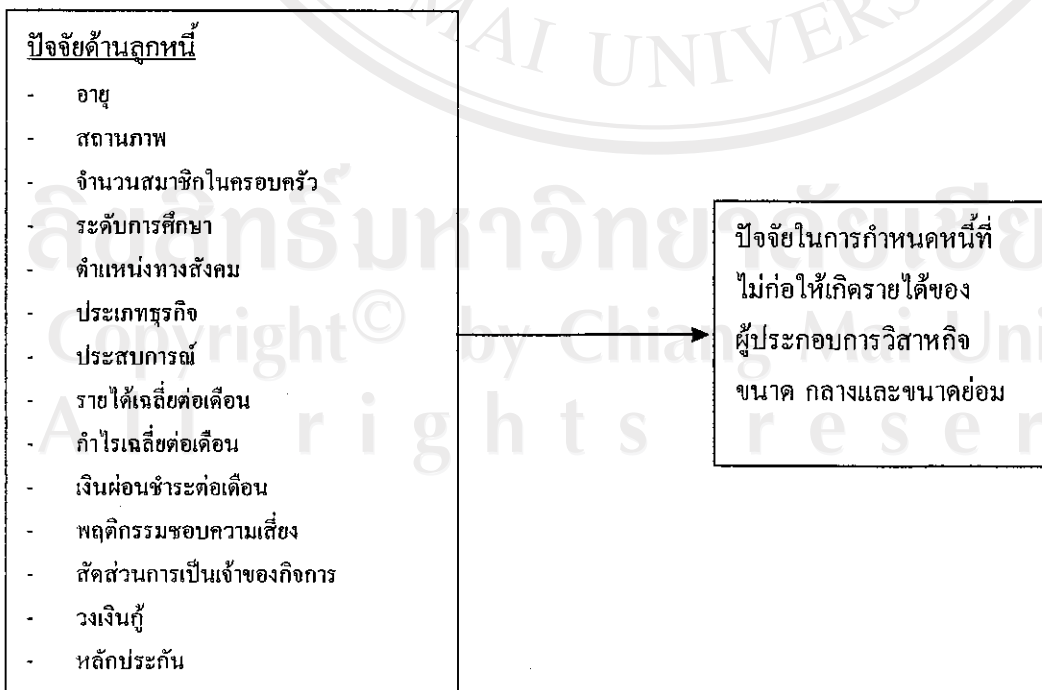 MAI UNIVERS
ปัจจัยด้านลูกหนี้
- อายุ
- สถานภาพ
- จำนวนสมาชิกในครอบครัว
- ระดับการศึกษา
- ตำแหน่งทางสังคม
- ประเภทธุรกิจ
- ประสบการณ์
- รายได้เฉลี่ยต่อเดือน
- กำไรเฉลี่ยต่อเดือน
- เงินผ่อนชำระต่อเดือน
- พฤติกรรมชอบความเสี่ยง
- สัดส่วนการเป็นเจ้าของกิจการ
- วงเงินกู้
- หลักประกัน
ปัจจัยในการกำหนดหนี้ที่
ไม่ก่อให้เกิดรายได้ของ
ผู้ประกอบการวิสาหกิจ
ขนาด กลางและขนาดย่อม
ลิขสิทธิ์มหาวิทยาลัยเชีย
Copyright© by Chiang Mai Uni
All rights reser